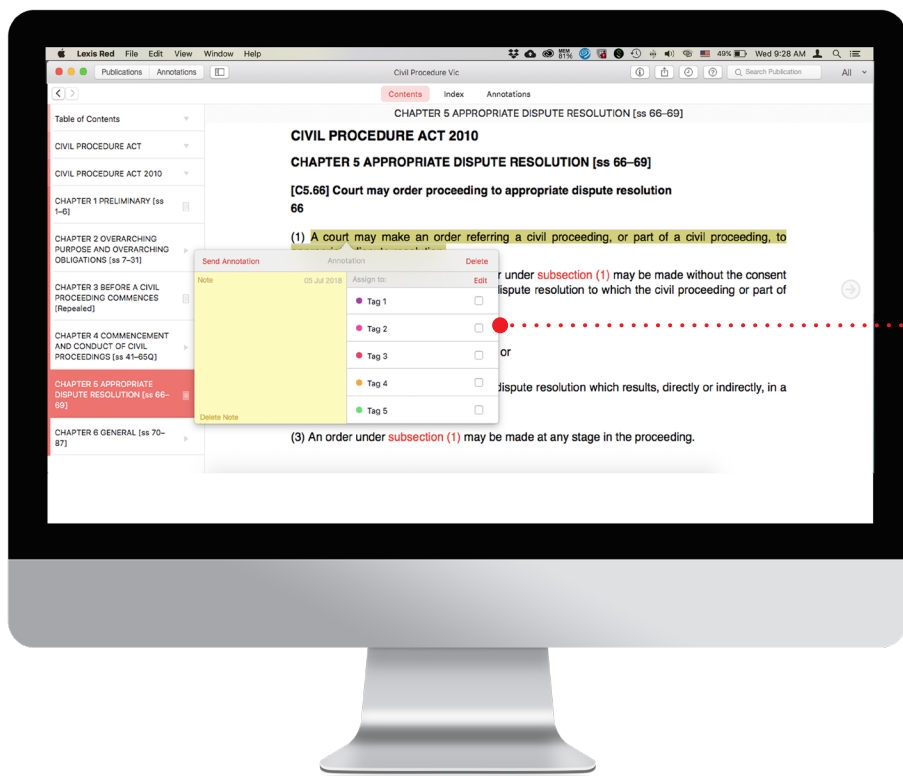 Lexis Red File Edit View Window Help 49% Wed 9:28 AM
MEM 81%
Publications Annotations Civil Procedure Vic Search Publication All
Contents Index Annotations
Table of Contents
CIVIL PROCEDURE ACT
CIVIL PROCEDURE ACT 2010
CHAPTER 1 PRELIMINARY [ss
1–6]
CHAPTER 2 OVERARCHING
PURPOSE AND OVERARCHING
OBLIGATIONS [ss 7–31]
CHAPTER 3 BEFORE A CIVIL
PROCEEDING COMMENCES
[Repealed]
CHAPTER 4 COMMENCEMENT
AND CONDUCT OF CIVIL
PROCEEDINGS [ss 41–65Q]
CHAPTER 5 APPROPRIATE
DISPUTE RESOLUTION [ss 66–
69]
CHAPTER 6 GENERAL [ss 70–
87]
CHAPTER 5 APPROPRIATE DISPUTE RESOLUTION [ss 66–69]
CIVIL PROCEDURE ACT 2010
CHAPTER 5 APPROPRIATE DISPUTE RESOLUTION [ss 66–69]
[C5.66] Court may order proceeding to appropriate dispute resolution
66
(1) A court may make an order referring a civil proceeding, or part of a civil proceeding, to
under subsection (1) may be made without the consent
dispute resolution to which the civil proceeding or part of
or
dispute resolution which results, directly or indirectly, in a
(3) An order under subsection (1) may be made at any stage in the proceeding.
Send Annotation Annotation Delete
Note 05 Jul 2018 Assign to: Edit
Tag 1
Tag 2
Tag 3
Tag 4
Tag 5
Delete Note